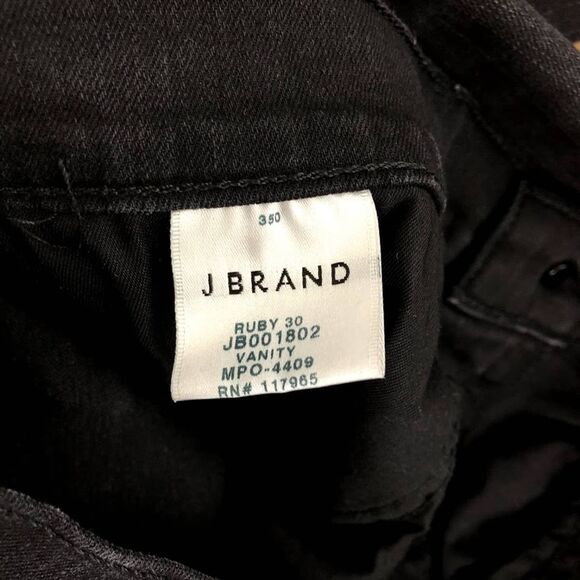 350
J BRAND
RUBY 30
JB001802
VANITY
MPO-4409
RN# 117965